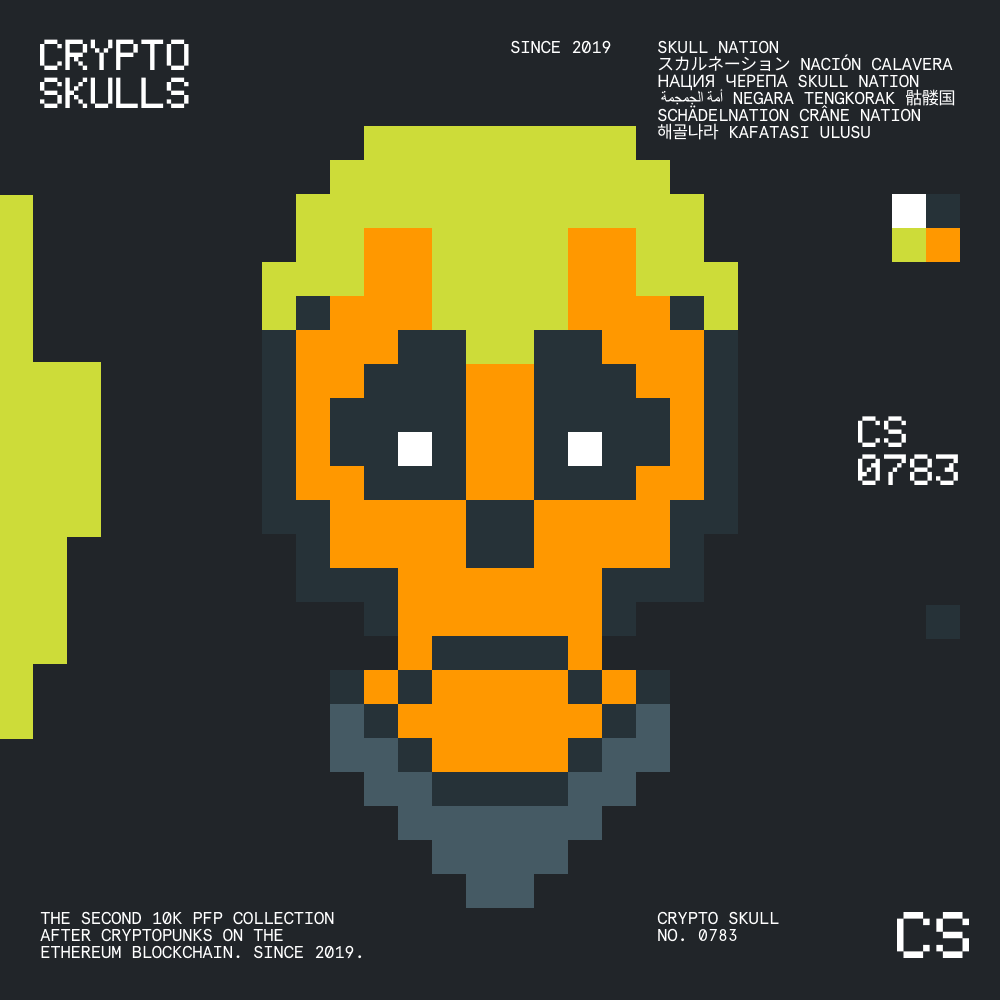 CRYPTO
SKULLS
SINCE 2019
SKULL NATION
スカルネーション NACIÓN CALAVERA
НАЦИЯ ЧЕРЕПА SKULL NATION
أمة الجمجمة NEGARA TENGKORAK 骷髅国
SCHÄDELNATION CRÂNE NATION
해골나라 KAFATASI ULUSU
CS
0783
THE SECOND 10K PFP COLLECTION
AFTER CRYPTOPUNKS ON THE
ETHEREUM BLOCKCHAIN. SINCE 2019.
CRYPTO SKULL
NO. 0783
CS